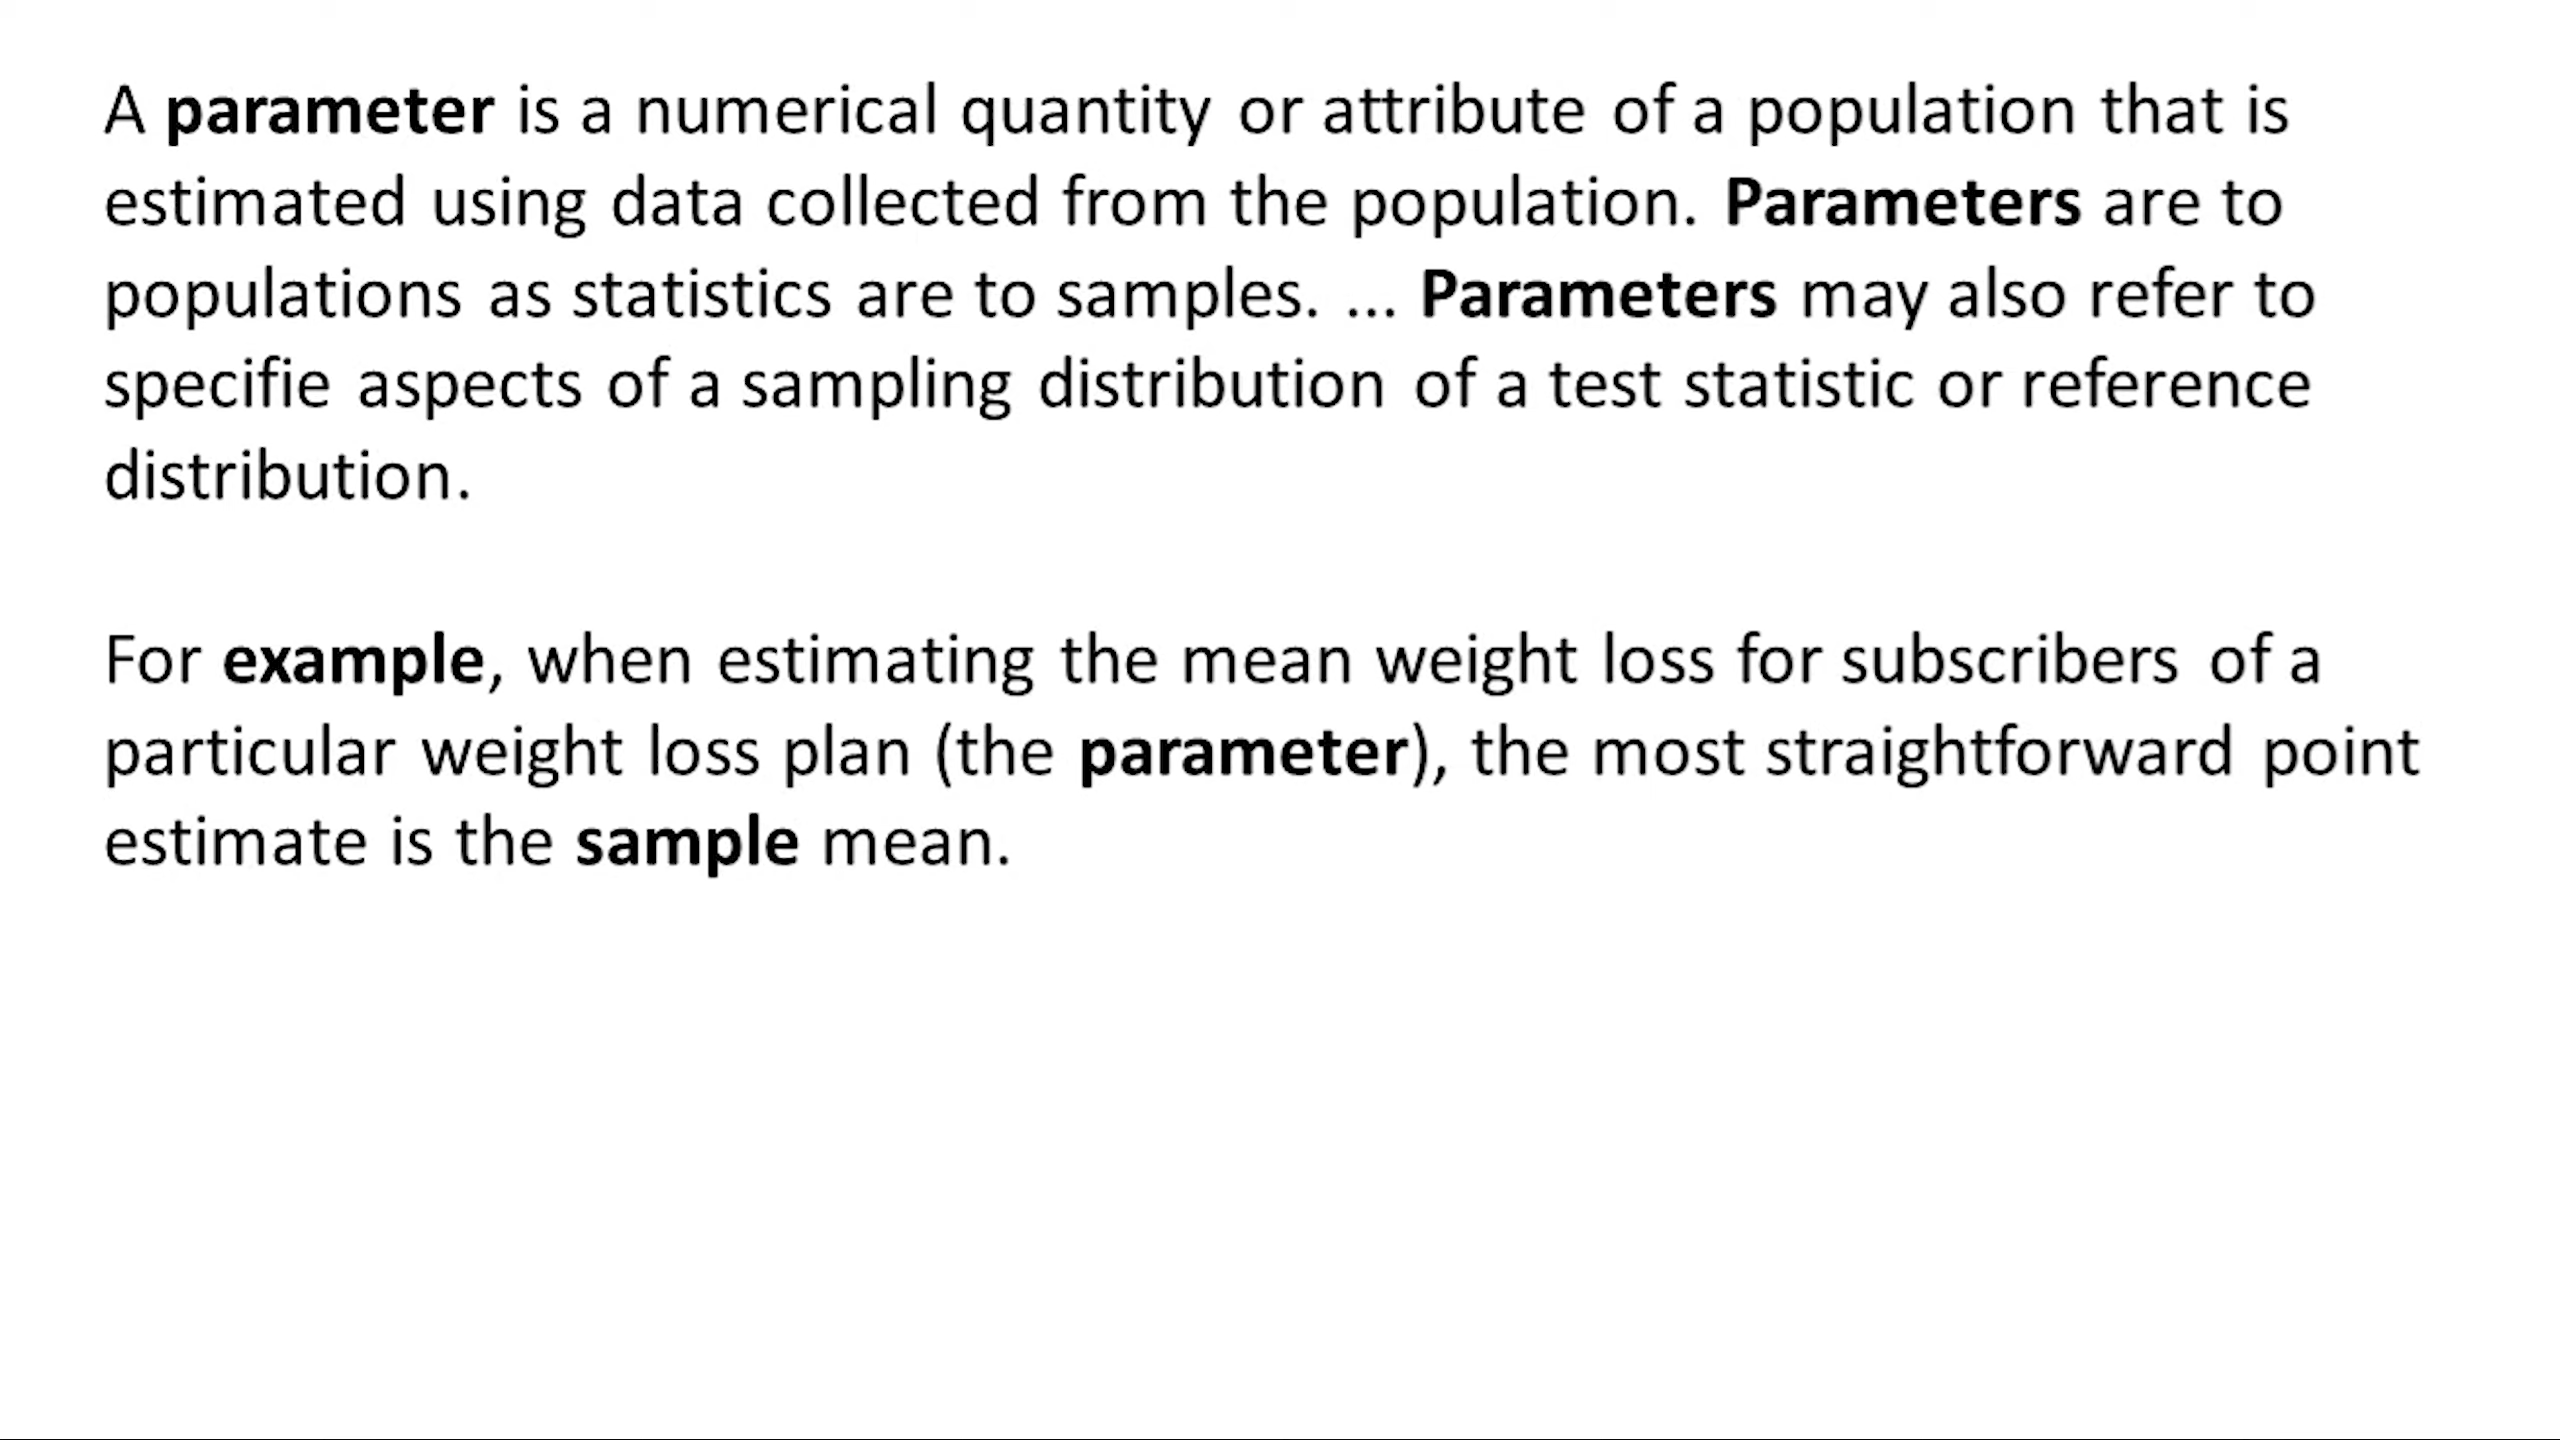 A parameter is a numerical quantity or attribute of a population that is
estimated using data collected from the population. Parameters are to
populations as statistics are to samples. ... Parameters may also refer to
specifie aspects of a sampling distribution of a test statistic or reference
distribution.
For example, when estimating the mean weight loss for subscribers of a
particular weight loss plan (the parameter), the most straightforward point
estimate is the sample mean.